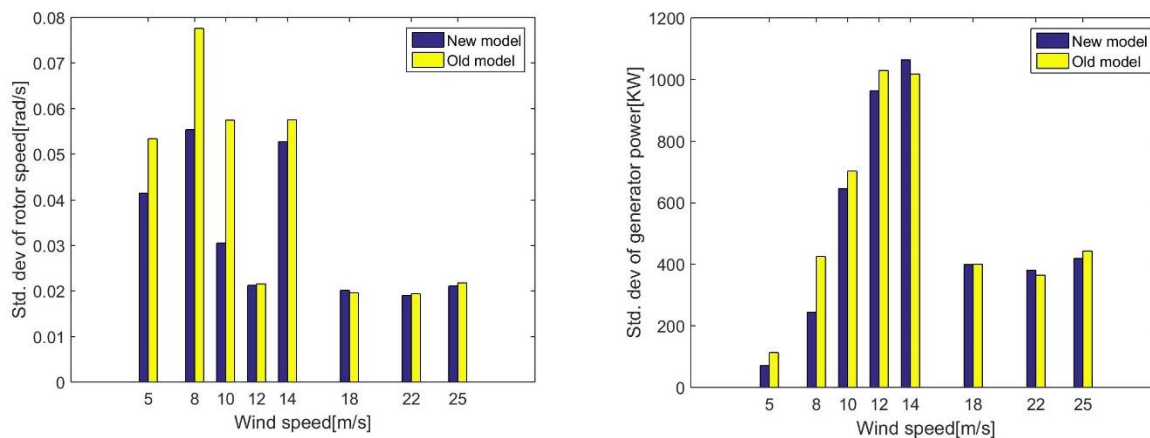 Std. dev of rotor speed[rad/s]
0.08
0.07
0.06
0.05
0.04
0.03
0.02
0.01
0
New model
Old model
5 8 10 12 14 18 22 25
Wind speed[m/s]
Std. dev of generator power[KW]
1200
1000
800
600
400
200
0
New model
Old model
5 8 10 12 14 18 22 25
Wind speed[m/s]